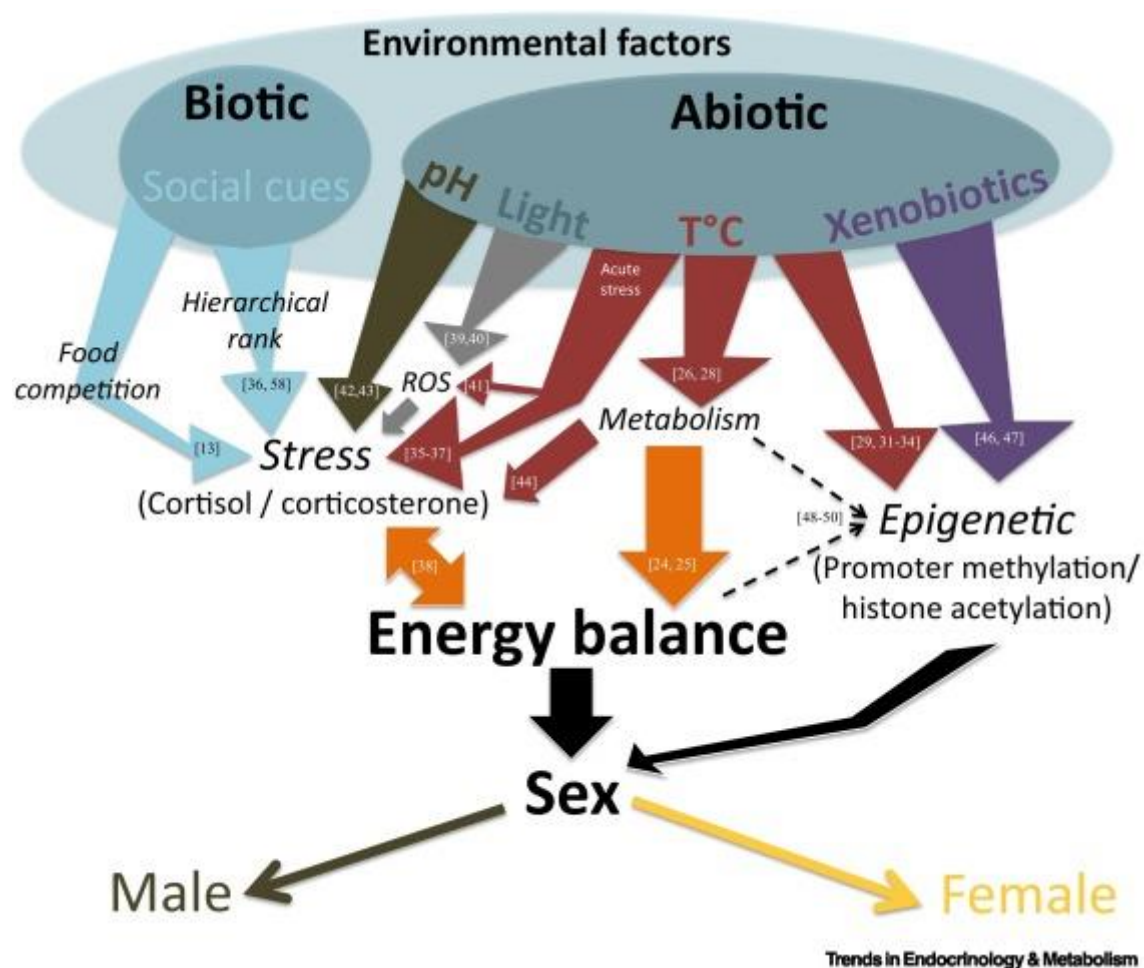 Environmental factors
Biotic
Abiotic
Social cues
pH
Light
T°C
Xenobiotics
Acute
stress
Hierarchical
rank
Food
competition
[39,40]
[36, 58]
[42,43]
ROS
[41]
[26, 28]
Metabolism
[13]
Stress
[35-37]
[44]
[29, 31-34]
[46, 47]
(Cortisol / corticosterone)
[48-50]
Epigenetic
(Promoter methylation/
histone acetylation)
[38]
[24, 25]
Energy balance
Sex
Male
Female
Trends in Endocrinology & Metabolism